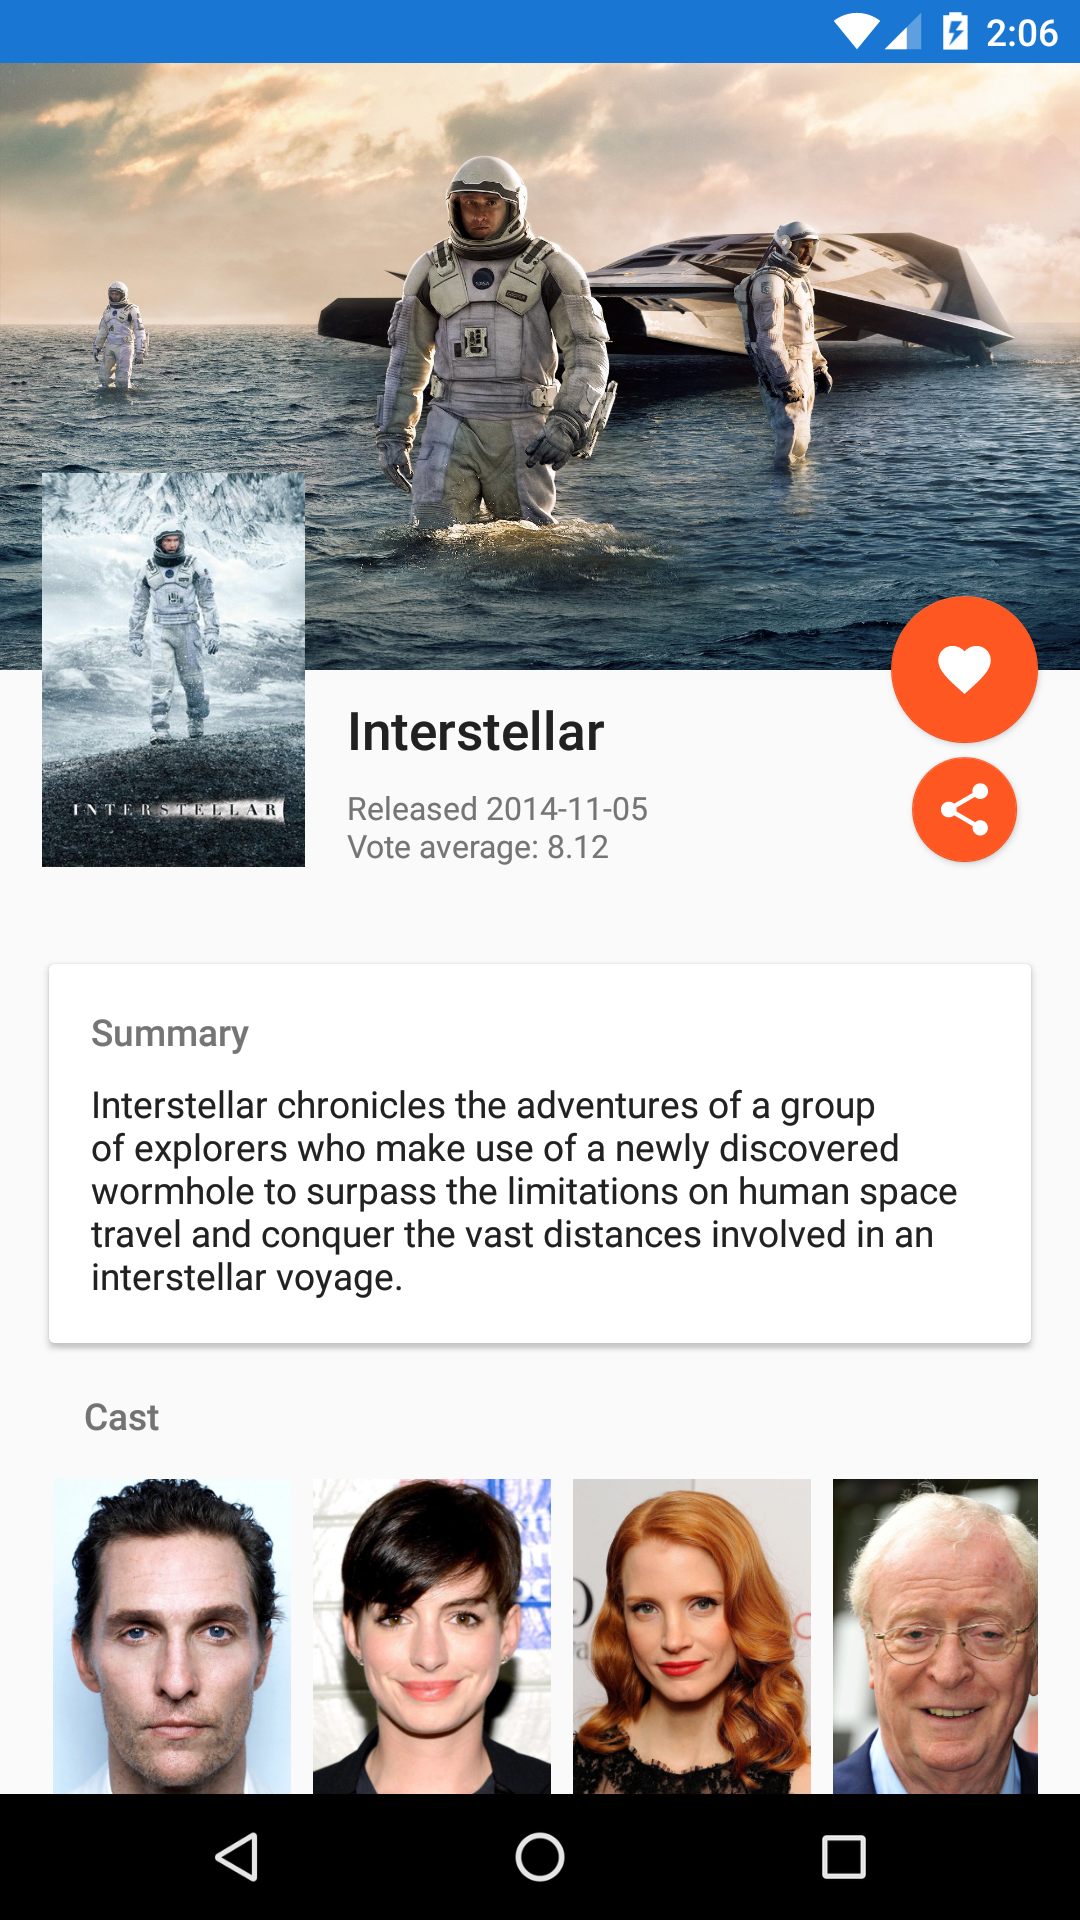 2:06
NASA
INTERSTELLAR
Interstellar
Released 2014-11-05
Vote average: 8.12
Summary
Interstellar chronicles the adventures of a group
of explorers who make use of a newly discovered
wormhole to surpass the limitations on human space
travel and conquer the vast distances involved in an
interstellar voyage.
Cast